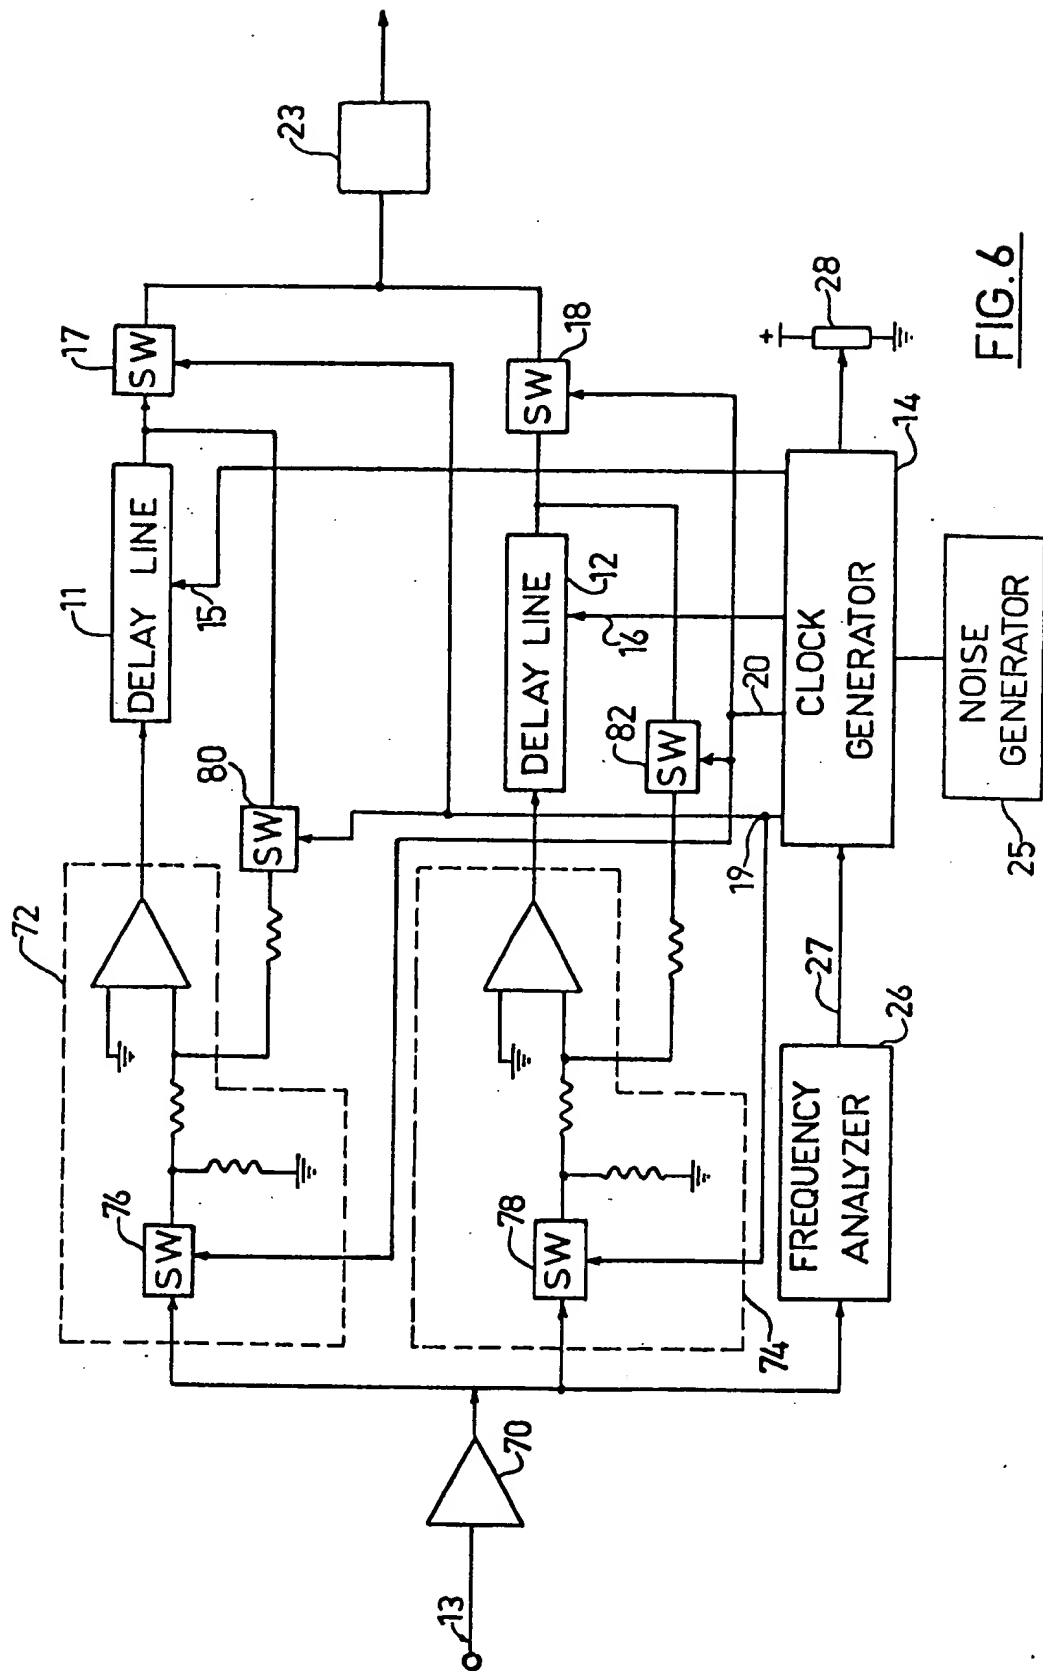 72
76
SW
11
DELAY LINE
17
SW
23
80
SW
15
13
70
78
SW
74
DELAY LINE
12
18
SW
82
SW
16
19
20
FREQUENCY
ANALYZER
26
27
CLOCK
GENERATOR
14
+
28
NOISE
GENERATOR
25
FIG. 6